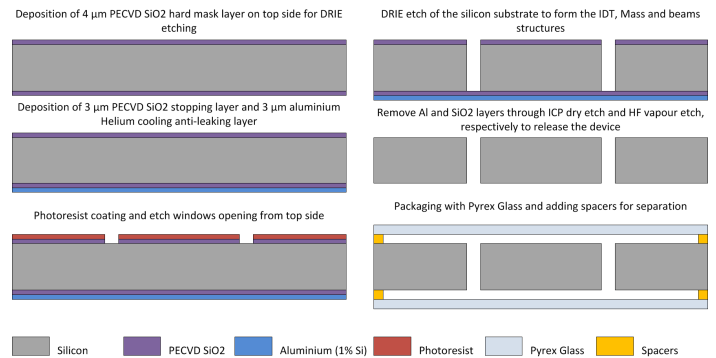 Deposition of 4 µm PECVD SiO2 hard mask layer on top side for DRIE
etching
Deposition of 3 µm PECVD SiO2 stopping layer and 3 µm aluminium
Helium cooling anti-leaking layer
Photoresist coating and etch windows opening from top side
DRIE etch of the silicon substrate to form the IDT, Mass and beams
structures
Remove Al and SiO2 layers through ICP dry etch and HF vapour etch,
respectively to release the device
Packaging with Pyrex Glass and adding spacers for separation
Silicon
PECVD SiO2
Aluminium (1% Si)
Photoresist
Pyrex Glass
Spacers